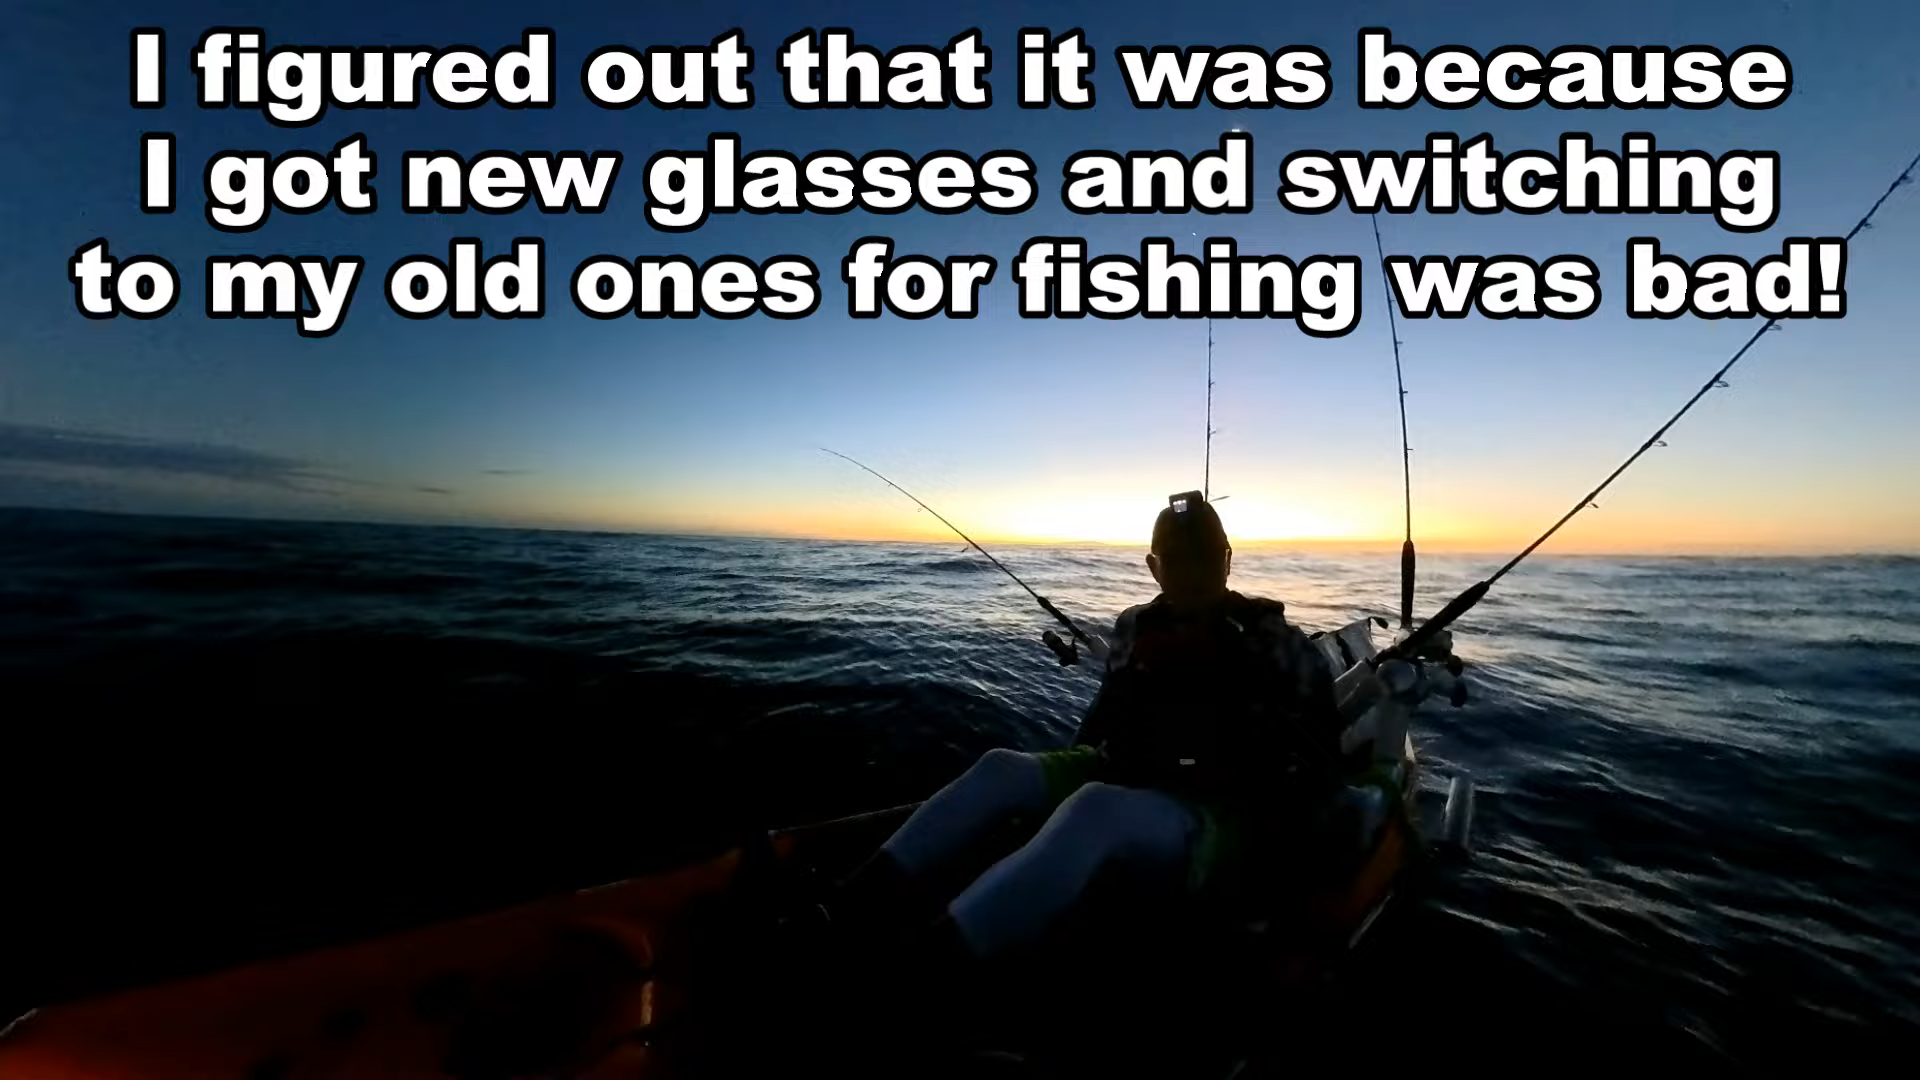 I figured out that it was because
I got new glasses and switching
to my old ones for fishing was bad!